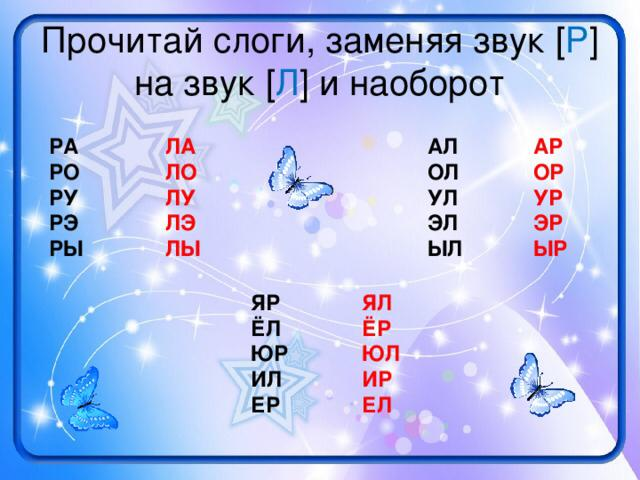 Прочитай слоги, заменяя звук [Р]
на звук [Л] и наоборот
РА ЛА
РО ЛО
РУ ЛУ
РЭ ЛЭ
РЫ ЛЫ
АЛ АР
ОЛ ОР
УЛ УР
ЭЛ ЭР
ЫЛ ЫР
ЯР ЯЛ
ЁЛ ЁР
ЮР ЮЛ
ИЛ ИР
ЕР ЕЛ